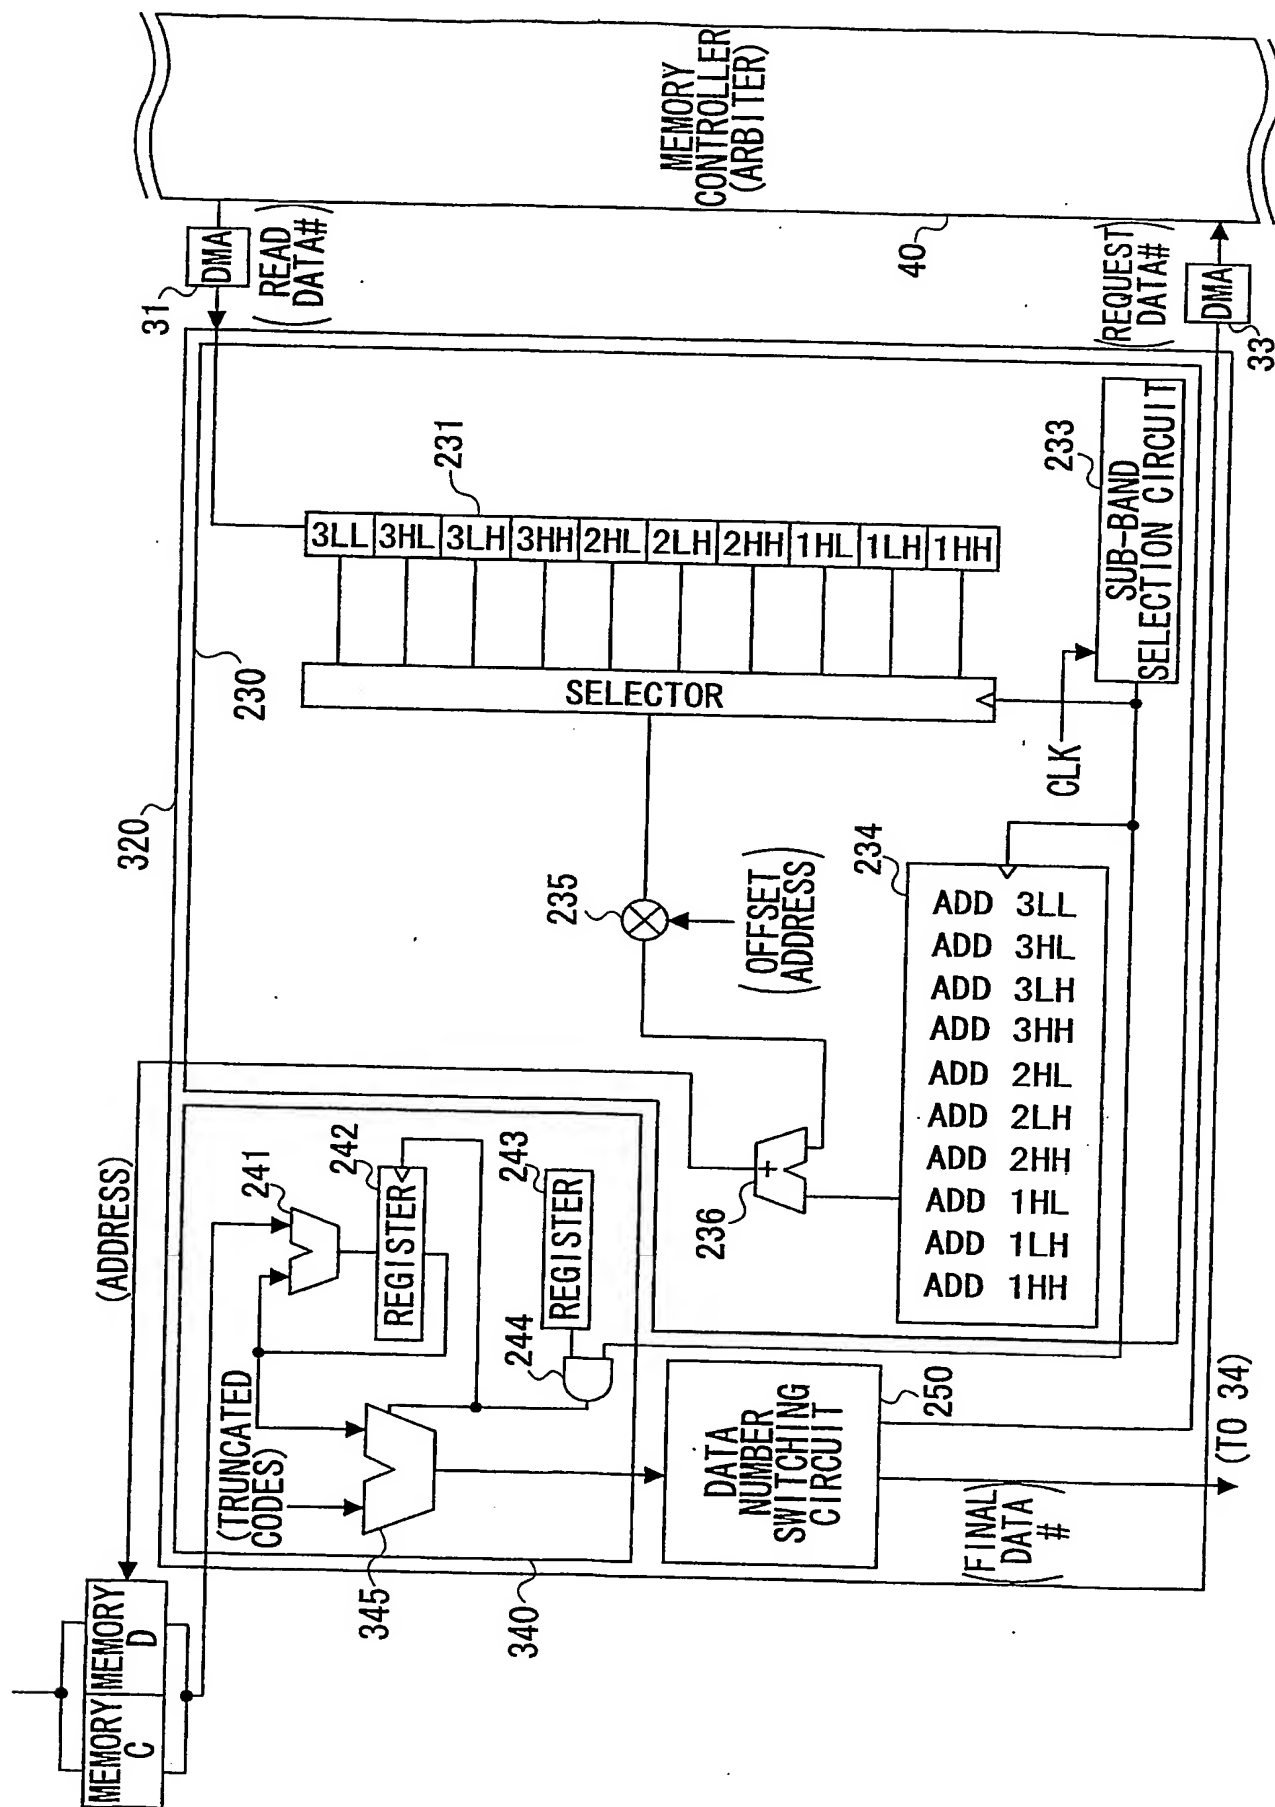 MEMORY
CONTROLLER
(ARBITER)
40
31
DMA
(READ
DATA#)
(REQUEST
DATA#)
DMA
33
320
230
231
3LL
3HL
3LH
3HH
2HL
2LH
2HH
1HL
1LH
1HH
SELECTOR
233
SUB-BAND
SELECTION CIRCUIT
CLK
235
(OFFSET
ADDRESS)
234
ADD 3LL
ADD 3HL
ADD 3LH
ADD 3HH
ADD 2HL
ADD 2LH
ADD 2HH
ADD 1HL
ADD 1LH
ADD 1HH
236
+
(ADDRESS)
241
242
REGISTER
243
REGISTER
244
(TRUNCATED
CODES)
345
340
DATA
NUMBER
SWITCHING
CIRCUIT
250
(FINAL
DATA
#)
(TO 34)
MEMORY
C
MEMORY
D